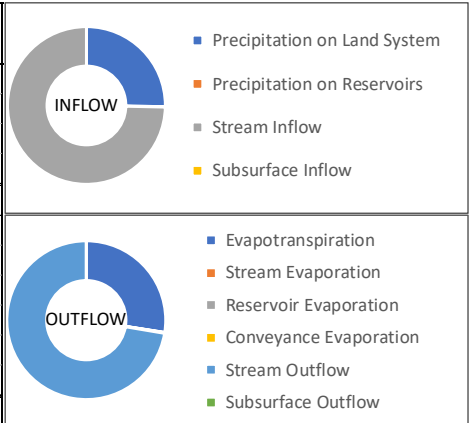 INFLOW
Precipitation on Land System
Precipitation on Reservoirs
Stream Inflow
Subsurface Inflow
OUTFLOW
Evapotranspiration
Stream Evaporation
Reservoir Evaporation
Conveyance Evaporation
Stream Outflow
Subsurface Outflow